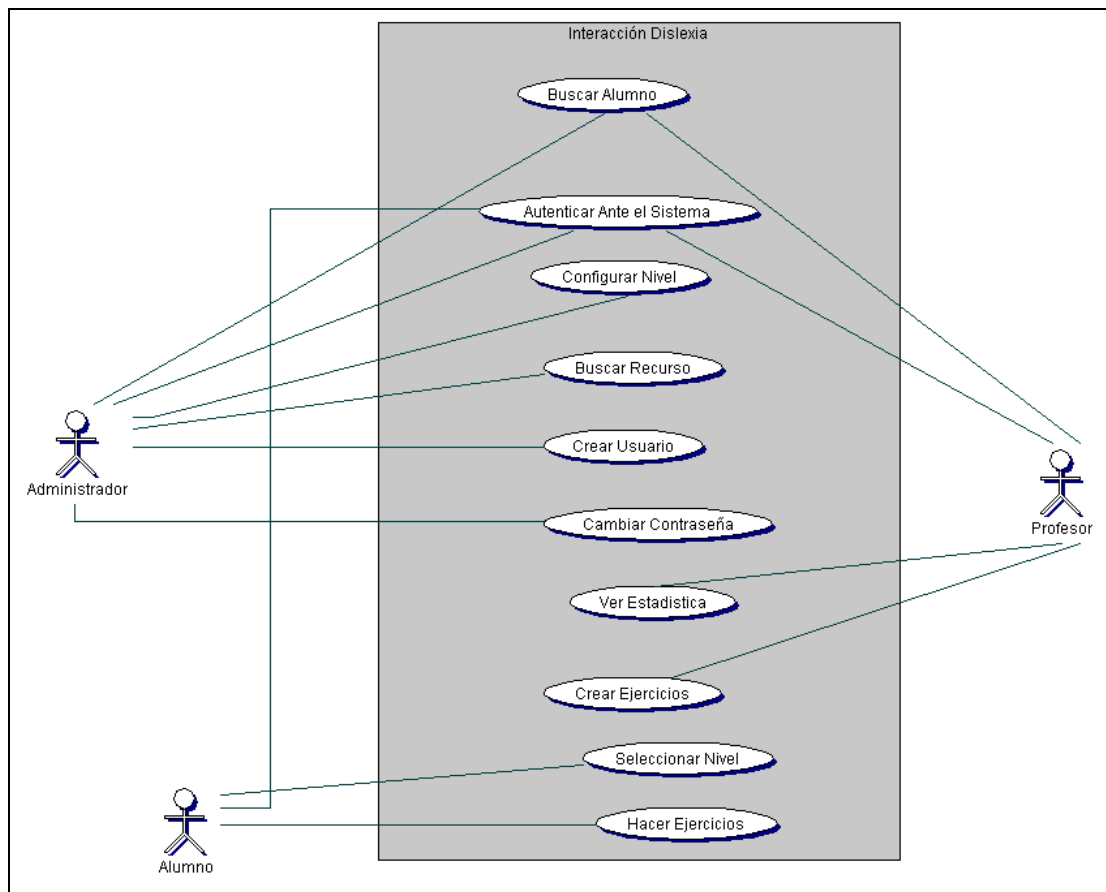 Interacción Dislexia
Buscar Alumno
Autenticar Ante el Sistema
Configurar Nivel
Buscar Recurso
Crear Usuario
Administrador
Cambiar Contraseña
Profesor
Ver Estadistica
Crear Ejercicios
Seleccionar Nivel
Hacer Ejercicios
Alumno